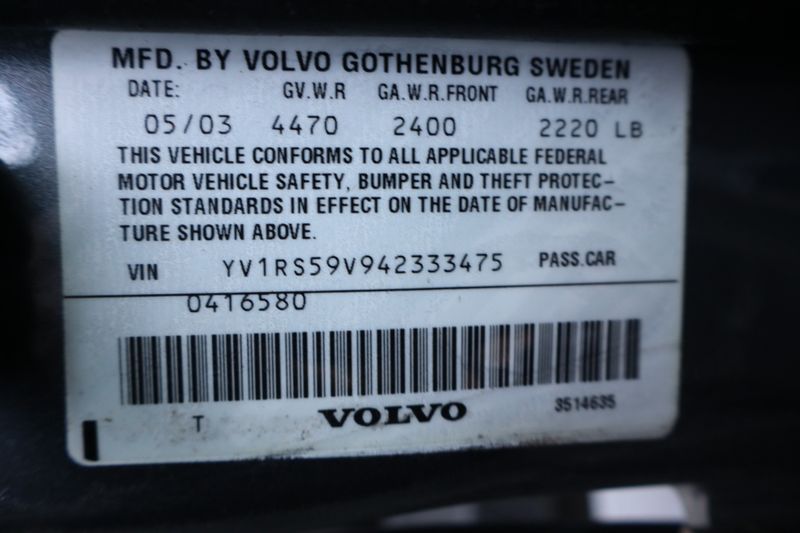 MFD. BY VOLVO GOTHENBURG SWEDEN
DATE: GV.W.R GA.W.R.FRONT GA.W.R.REAR
05/03 4470 2400 2220 LB
THIS VEHICLE CONFORMS TO ALL APPLICABLE FEDERAL
MOTOR VEHICLE SAFETY, BUMPER AND THEFT PROTEC–
TION STANDARDS IN EFFECT ON THE DATE OF MANUFAC–
TURE SHOWN ABOVE.
VIN YV1RS59V942333475 PASS.CAR
0416580
T VOLVO 3514635